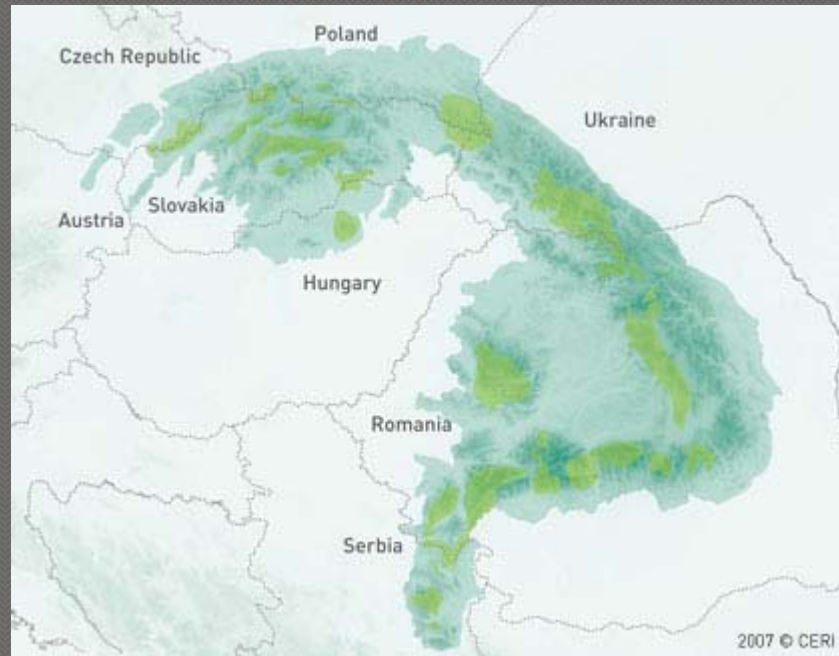 Poland
Czech Republic
Ukraine
Austria
Slovakia
Hungary
Romania
Serbia
2007 © CERI